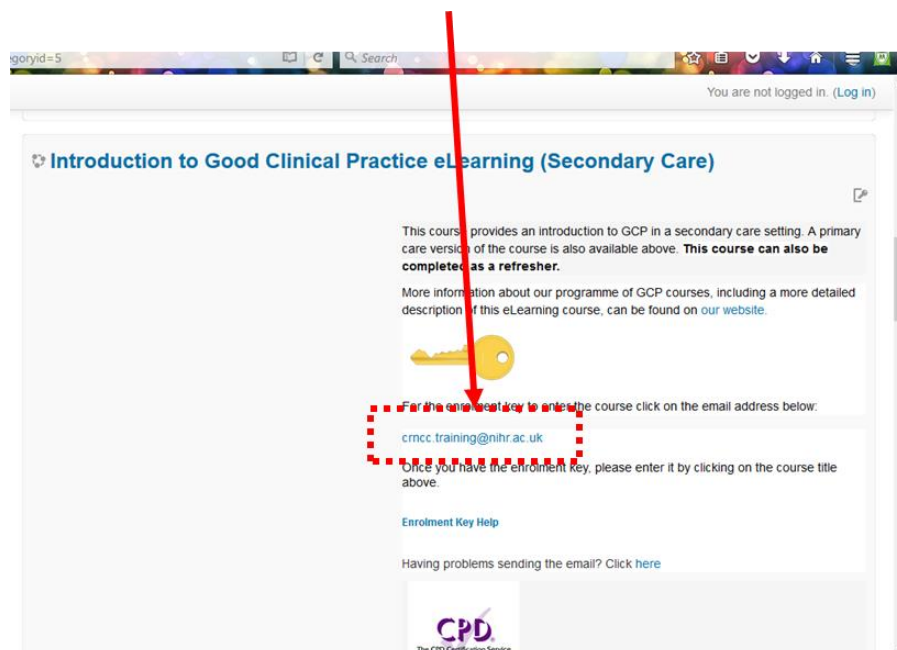 egoryid=5
Search
You are not logged in. (Log in)
Introduction to Good Clinical Practice eLearning (Secondary Care)
This course provides an introduction to GCP in a secondary care setting. A primary
care version of the course is also available above. This course can also be
completed as a refresher.
More information about our programme of GCP courses, including a more detailed
description of this eLearning course, can be found on our website.
For the enrolment key to enter the course click on the email address below:
crncc.training@nihr.ac.uk
Once you have the enrolment key, please enter it by clicking on the course title
above.
Enrolment Key Help
Having problems sending the email? Click here
CPD
The CPD Certification Service